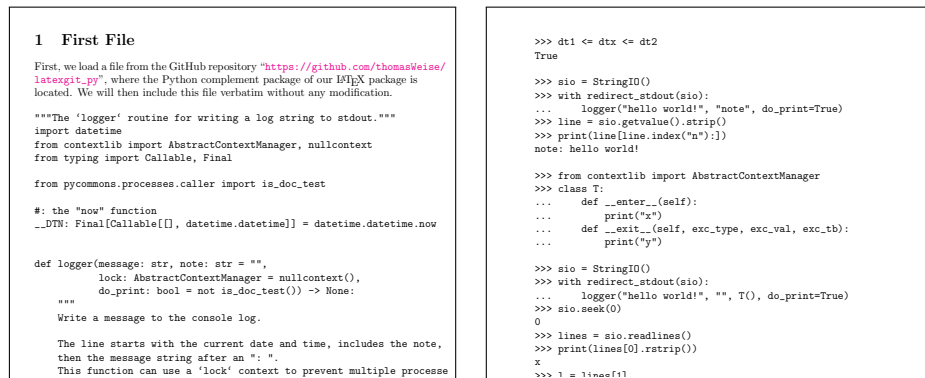 1 First File
First, we load a file from the GitHub repository “https://github.com/thomasWeise/
latexgit_py”, where the Python complement package of our LATEX package is
located. We will then include this file verbatim without any modification.
"""The ‘logger‘ routine for writing a log string to stdout."""
import datetime
from contextlib import AbstractContextManager, nullcontext
from typing import Callable, Final
from pycommons.processes.caller import is_doc_test
#: the "now" function
__DTN: Final[Callable[[], datetime.datetime]] = datetime.datetime.now
def logger(message: str, note: str = "",
lock: AbstractContextManager = nullcontext(),
do_print: bool = not is_doc_test()) -> None:
"""
Write a message to the console log.
The line starts with the current date and time, includes the note,
then the message string after an ": ".
This function can use a ‘lock‘ context to prevent multiple processe
>>> dt1 <= dtx <= dt2
True
>>> sio = StringIO()
>>> with redirect_stdout(sio):
... logger("hello world!", "note", do_print=True)
>>> line = sio.getvalue().strip()
>>> print(line[line.index("n"):])
note: hello world!
>>> from contextlib import AbstractContextManager
>>> class T:
... def __enter__(self):
... print("x")
... def __exit__(self, exc_type, exc_val, exc_tb):
... print("y")
>>> sio = StringIO()
>>> with redirect_stdout(sio):
... logger("hello world!", "", T(), do_print=True)
>>> sio.seek(0)
0
>>> lines = sio.readlines()
>>> print(lines[0].rstrip())
x
>>> l = lines[1]